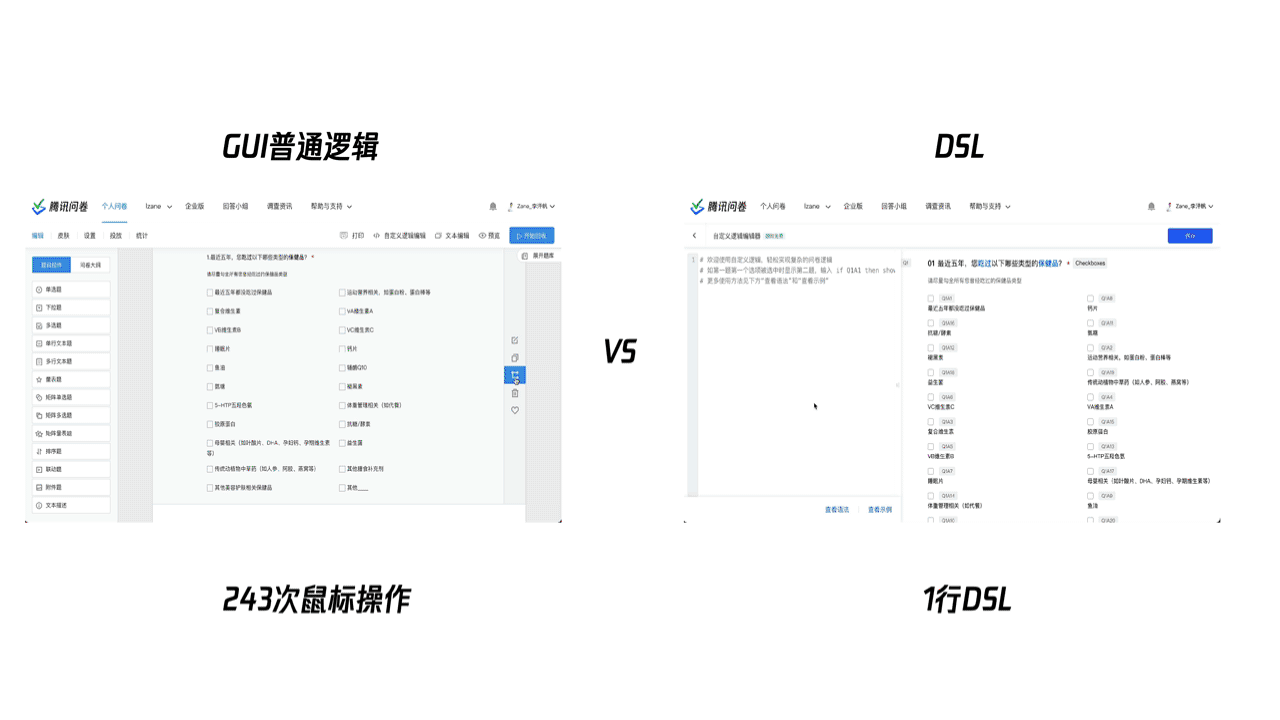 GUI普通逻辑
DSL
VS
腾讯问卷 个人问卷 lzane 企业版 回答小组 调查资讯 帮助与支持 Zane_李泽帆
编辑 皮肤 设置 投放 统计 打印 自定义逻辑编辑 文本编辑 预览 开始回收
题目控件 问卷大纲
展开题库
单选题
下拉题
多选题
单行文本题
多行文本题
量表题
矩阵单选题
矩阵多选题
矩阵量表题
排序题
联动题
附件题
文本描述
1.最近五年，您吃过以下哪些类型的保健品？ *
请尽量勾全所有您曾经吃过的保健品类型
最近五年都没吃过保健品 运动营养相关，如蛋白粉、蛋白棒等
复合维生素 VA维生素A
VB维生素B VC维生素C
睡眠片 钙片
鱼油 辅酶Q10
氨糖 褪黑素
5-HTP五羟色氨 体重管理相关（如代餐）
胶原蛋白 抗糖/酵素
母婴相关（如叶酸片、DHA、孕妇钙、孕期维生素等） 益生菌
传统动植物中草药（如人参、阿胶、燕窝等） 其他膳食补充剂
其他美容护肤相关保健品 其他____
腾讯问卷 个人问卷 lzane 企业版 回答小组 调查资讯 帮助与支持 Zane_李泽帆
自定义逻辑编辑器
1 # 欢迎使用自定义逻辑，轻松实现复杂的问卷逻辑
# 如第一题第一个选项被选中时显示第二题，输入 if Q1A1 then show
# 更多使用方法见下方“查看语法”和“查看示例”
查看语法 查看示例
Q1 01 最近五年，您吃过以下哪些类型的保健品？ * Checkboxes
请尽量勾全所有您曾经吃过的保健品类型
Q1A1
最近五年都没吃过保健品
钙片
抗糖/酵素
Q1A11
氨糖
Q1A12
褪黑素
Q1A2
运动营养相关，如蛋白粉、蛋白棒等
益生菌
传统动植物中草药（如人参、阿胶、燕窝等）
VC维生素C
Q1A4
VA维生素A
Q1A3
复合维生素
Q1A15
胶原蛋白
Q1A5
VB维生素B
Q1A13
5-HTP五羟色氨
Q1A7
睡眠片
Q1A17
母婴相关（如叶酸片、DHA、孕妇钙、孕期维生素等）
Q1A14
体重管理相关（如代餐）
Q1A9
鱼油
Q1A20
243次鼠标操作
1行DSL